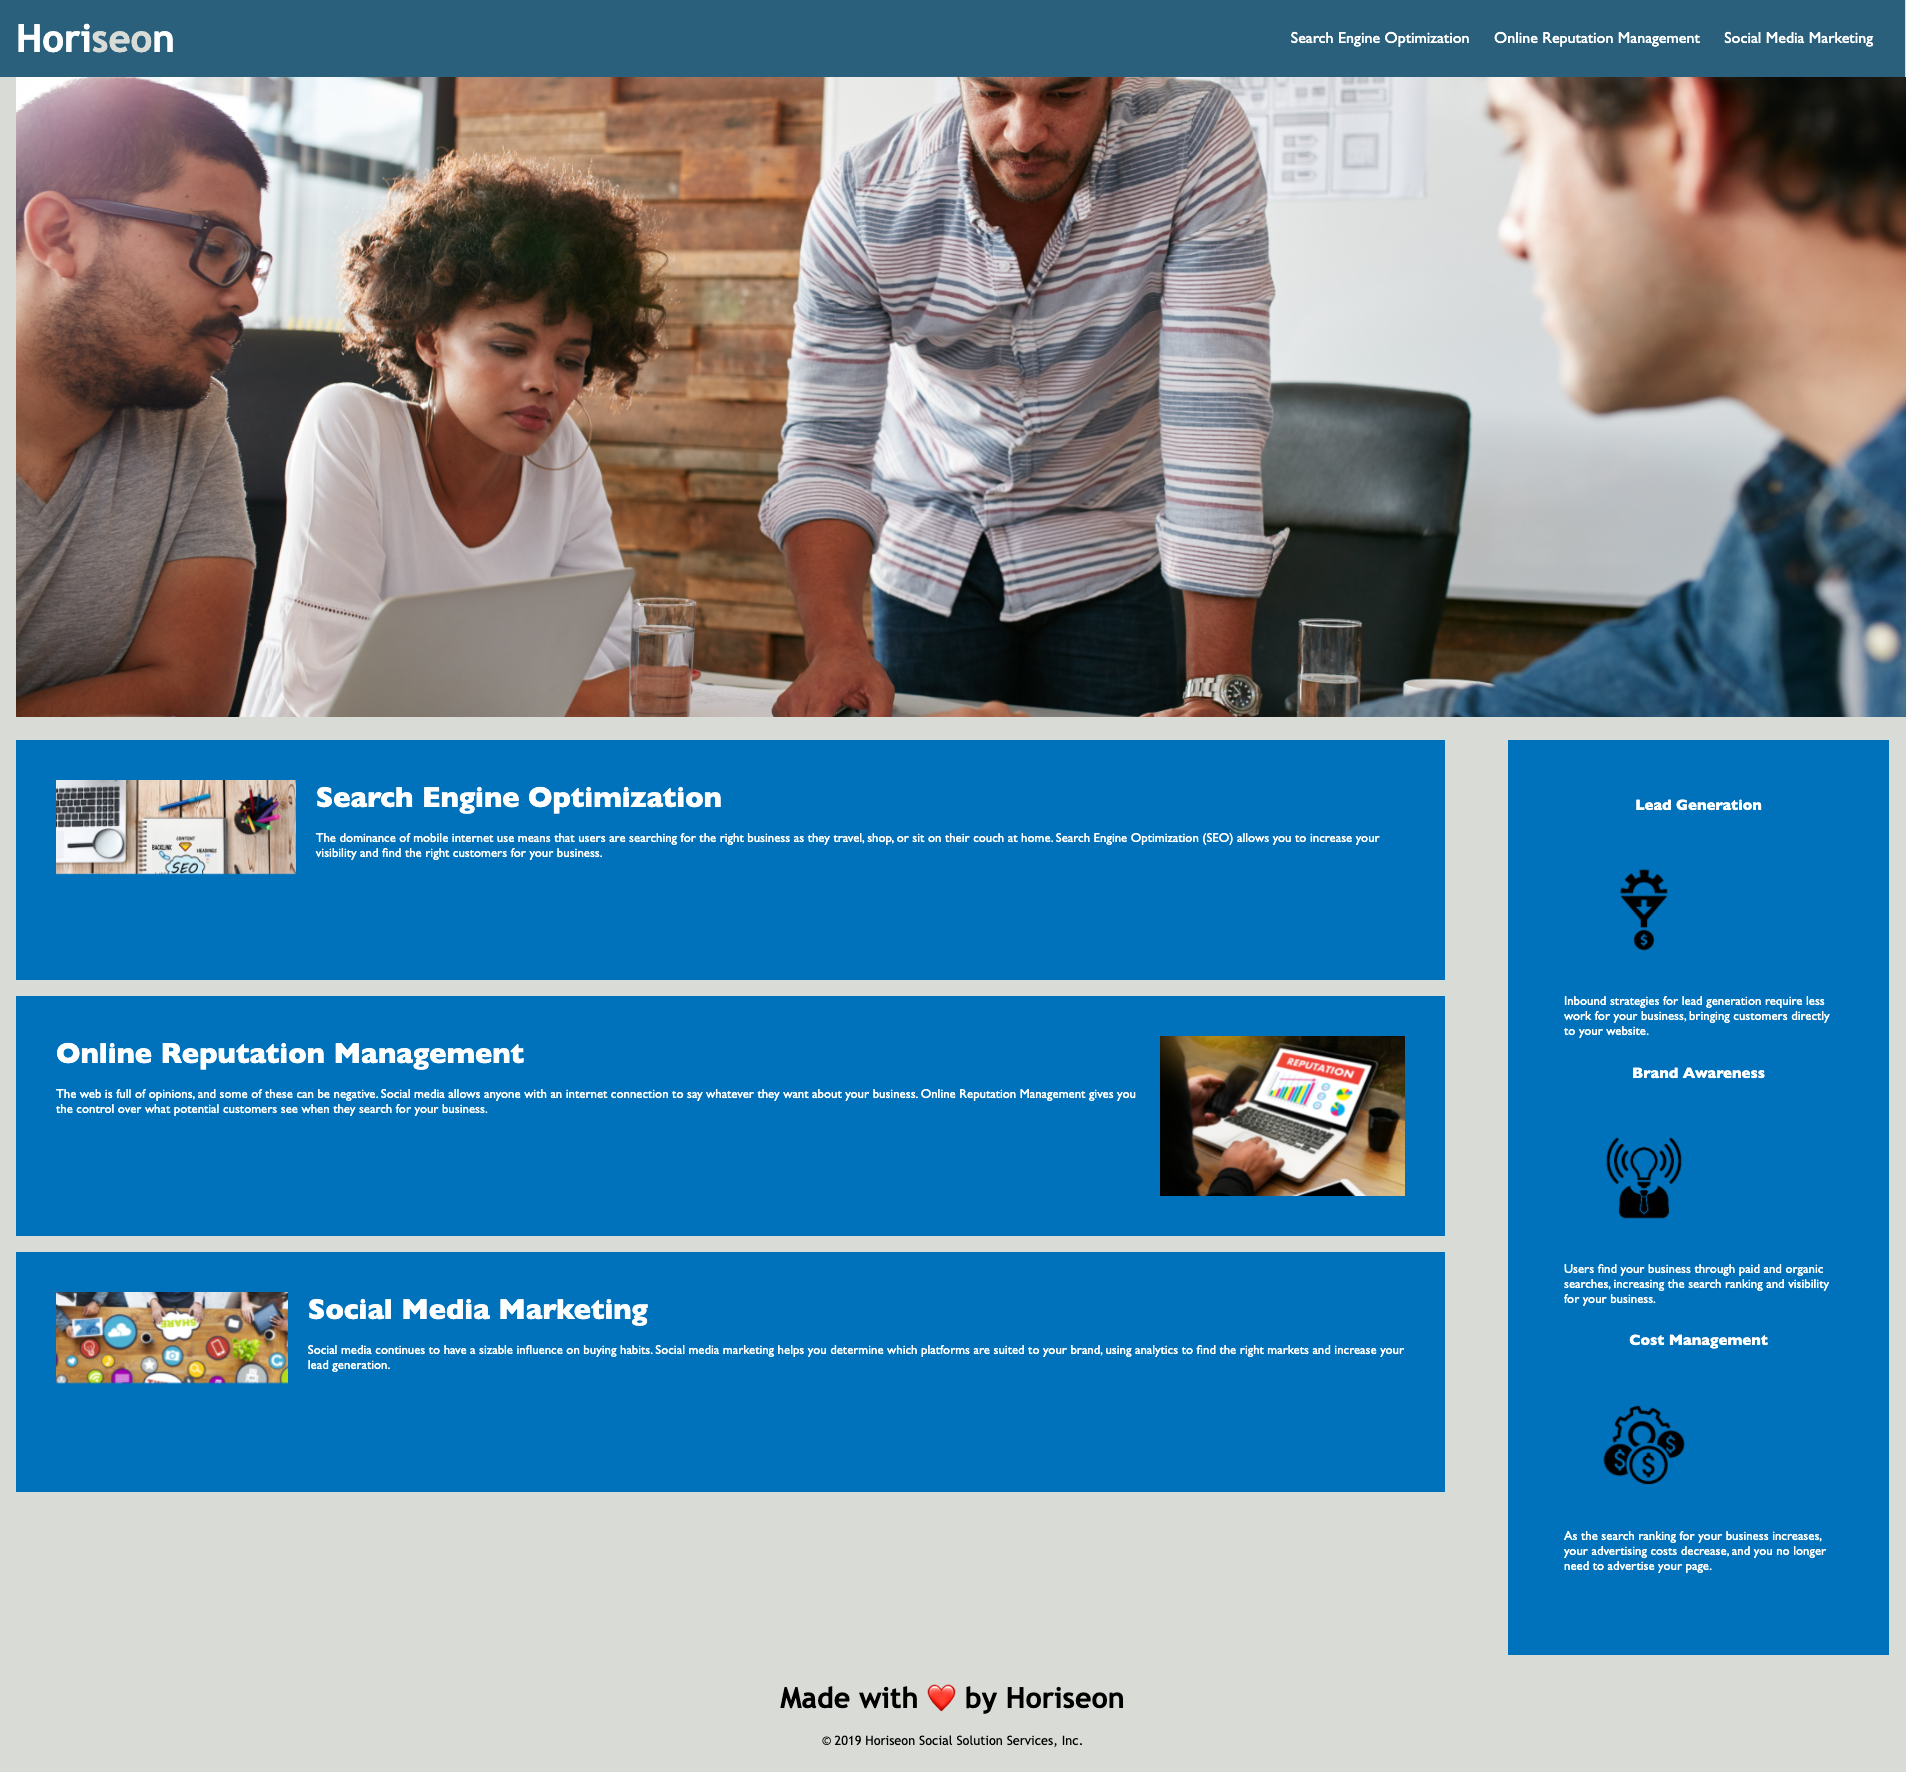 Horiseon
Search Engine Optimization
Online Reputation Management
Social Media Marketing
CONTENT
BACKLINK
HEADINGS
SEO
Search Engine Optimization
The dominance of mobile internet use means that users are searching for the right business as they travel, shop, or sit on their couch at home. Search Engine Optimization (SEO) allows you to increase your
visibility and find the right customers for your business.
Online Reputation Management
The web is full of opinions, and some of these can be negative. Social media allows anyone with an internet connection to say whatever they want about your business. Online Reputation Management gives you
the control over what potential customers see when they search for your business.
REPUTATION
SHARE
Social Media Marketing
Social media continues to have a sizable influence on buying habits. Social media marketing helps you determine which platforms are suited to your brand, using analytics to find the right markets and increase your
lead generation.
Lead Generation
$
Inbound strategies for lead generation require less
work for your business, bringing customers directly
to your website.
Brand Awareness
Users find your business through paid and organic
searches, increasing the search ranking and visibility
for your business.
Cost Management
$ $ $
As the search ranking for your business increases,
your advertising costs decrease, and you no longer
need to advertise your page.
Made with ❤️ by Horiseon
© 2019 Horiseon Social Solution Services, Inc.